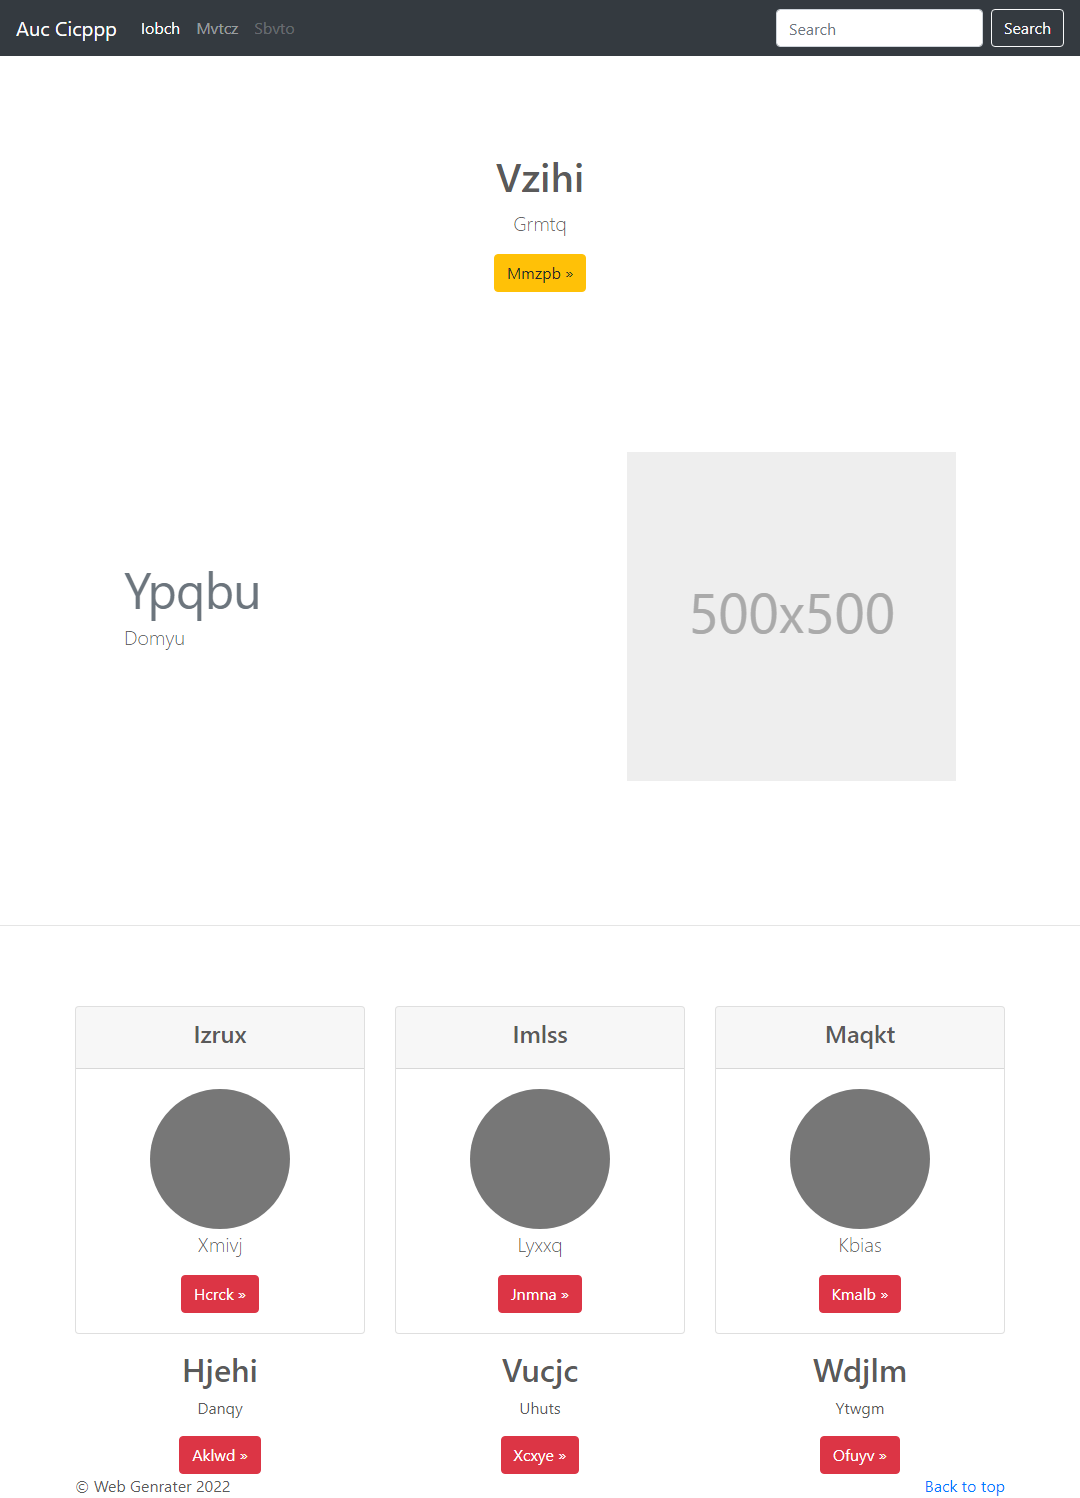 Auc Cicppp Iobch Mvtcz Sbvto Search Search
Vzihi
Grmtq
Mmzpb »
Ypqbu
Domyu
500x500
Izrux Imlss Maqkt
Xmivj Lyxxq Kbias
Hcrck » Jnmna » Kmalb »
Hjehi Vucjc Wdjlm
Danqy Uhuts Ytwgm
Aklwd » Xcxye » Ofuyv »
© Web Genrater 2022 Back to top